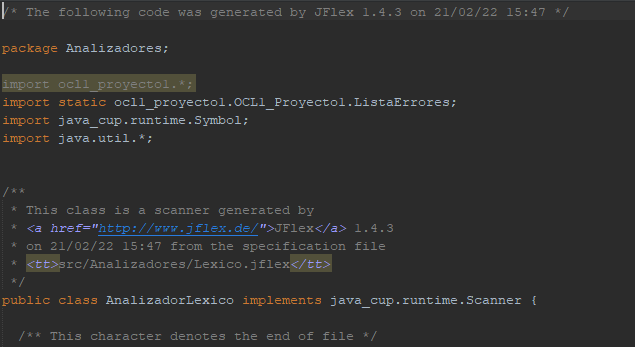 /* The following code was generated by JFlex 1.4.3 on 21/02/22 15:47 */
package Analizadores;
import ocl1_proyecto1.*;
import static ocl1_proyecto1.OCL1_Proyecto1.ListaErrores;
import java_cup.runtime.Symbol;
import java.util.*;
/**
* This class is a scanner generated by
* <a href="http://www.jflex.de/">JFlex</a> 1.4.3
* on 21/02/22 15:47 from the specification file
* <tt>src/Analizadores/Lexico.jflex</tt>
*/
public class AnalizadorLexico implements java_cup.runtime.Scanner {
/** This character denotes the end of file */